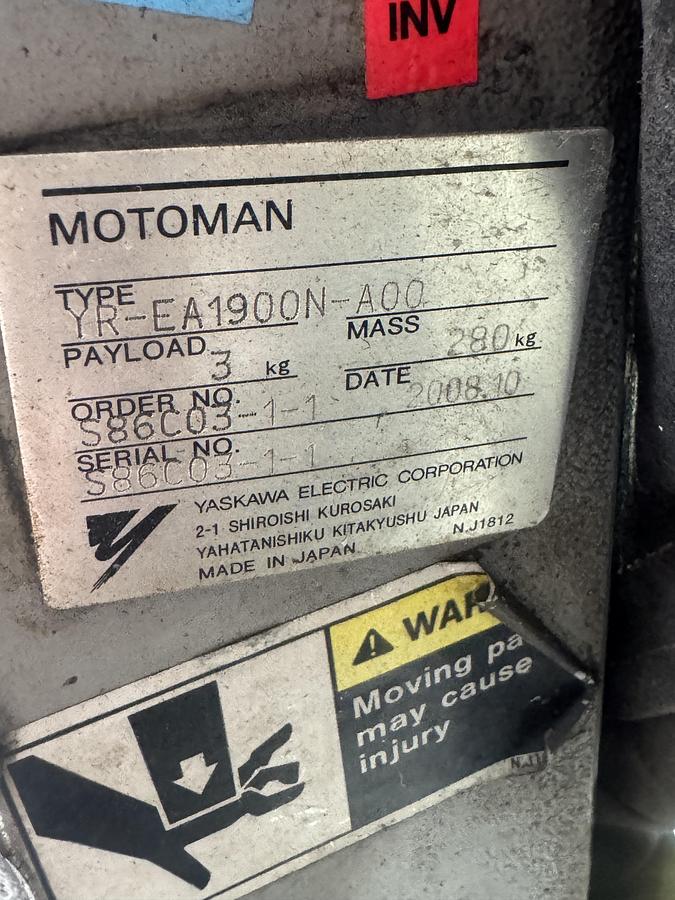 INV
MOTOMAN
TYPE
YR-EA1900N-A00
PAYLOAD 3 kg MASS 280 kg
ORDER NO. S86C03-1-1 DATE 2008.10
SERIAL NO. S86C03-1-1
YASKAWA ELECTRIC CORPORATION
2-1 SHIROISHI KUROSAKI
YAHATANISHIKU KITAKYUSHU JAPAN
MADE IN JAPAN N.J1812
WAR
Moving pa
may cause
injury